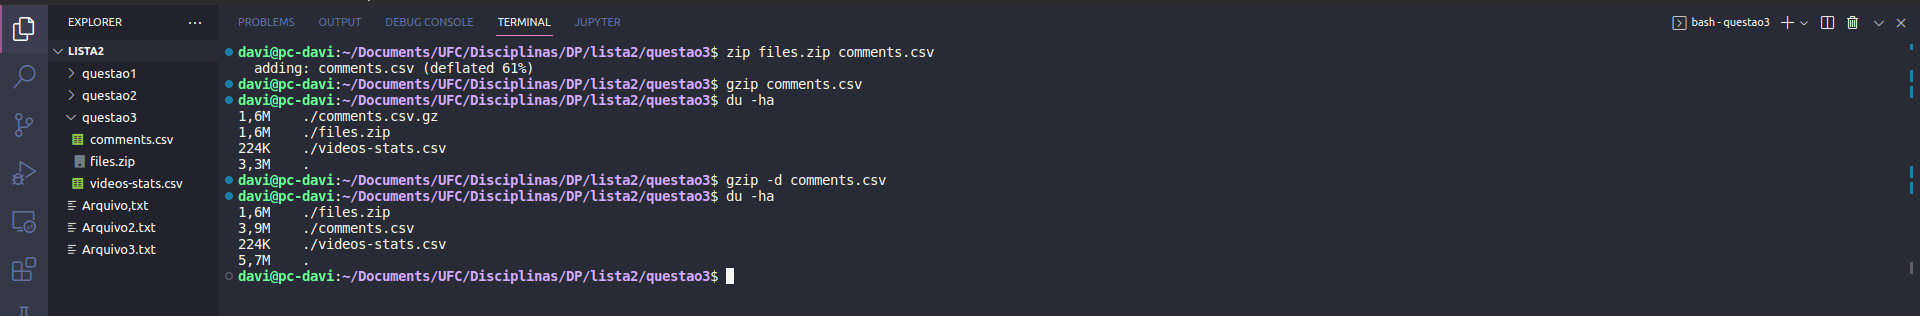 EXPLORER ···
PROBLEMS OUTPUT DEBUG CONSOLE TERMINAL JUPYTER
bash - questao3
LISTA2
questao1
questao2
questao3
comments.csv
files.zip
videos-stats.csv
Arquivo,txt
Arquivo2.txt
Arquivo3.txt
davi@pc-davi:~/Documents/UFC/Disciplinas/DP/lista2/questao3$ zip files.zip comments.csv
  adding: comments.csv (deflated 61%)
davi@pc-davi:~/Documents/UFC/Disciplinas/DP/lista2/questao3$ gzip comments.csv
davi@pc-davi:~/Documents/UFC/Disciplinas/DP/lista2/questao3$ du -ha
1,6M    ./comments.csv.gz
1,6M    ./files.zip
224K    ./videos-stats.csv
3,3M    .
davi@pc-davi:~/Documents/UFC/Disciplinas/DP/lista2/questao3$ gzip -d comments.csv
davi@pc-davi:~/Documents/UFC/Disciplinas/DP/lista2/questao3$ du -ha
1,6M    ./files.zip
3,9M    ./comments.csv
224K    ./videos-stats.csv
5,7M    .
davi@pc-davi:~/Documents/UFC/Disciplinas/DP/lista2/questao3$